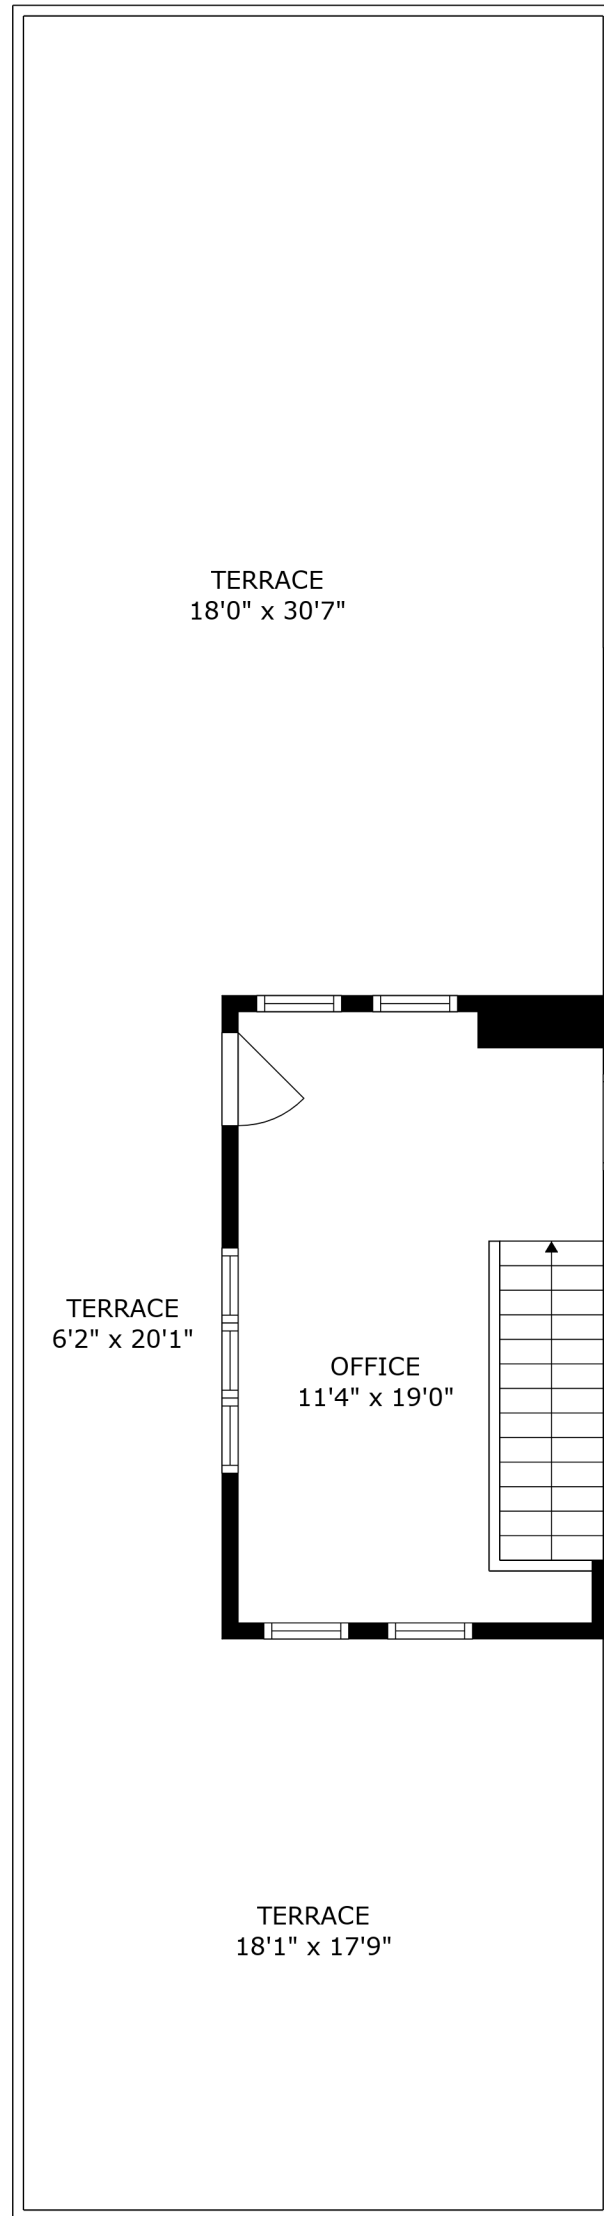 TERRACE
18'0" x 30'7"
TERRACE
6'2" x 20'1"
OFFICE
11'4" x 19'0"
TERRACE
18'1" x 17'9"